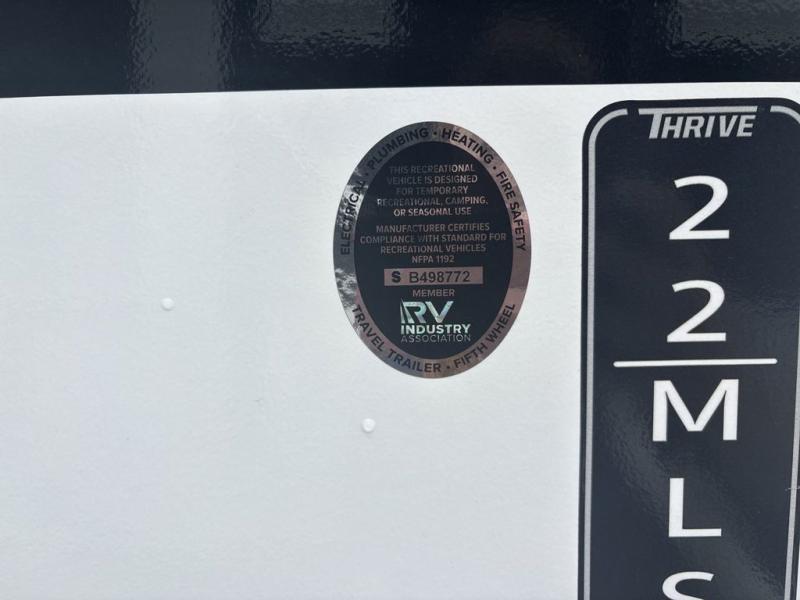 ELECTRICAL · PLUMBING · HEATING · FIRE SAFETY
THIS RECREATIONAL
VEHICLE IS DESIGNED
FOR TEMPORARY
RECREATIONAL, CAMPING,
OR SEASONAL USE
MANUFACTURER CERTIFIES
COMPLIANCE WITH STANDARD FOR
RECREATIONAL VEHICLES
NFPA 1192
S B498772
MEMBER
RV
INDUSTRY
ASSOCIATION
TRAVEL TRAILER · FIFTH WHEEL
THRIVE
2
2
M
L
S